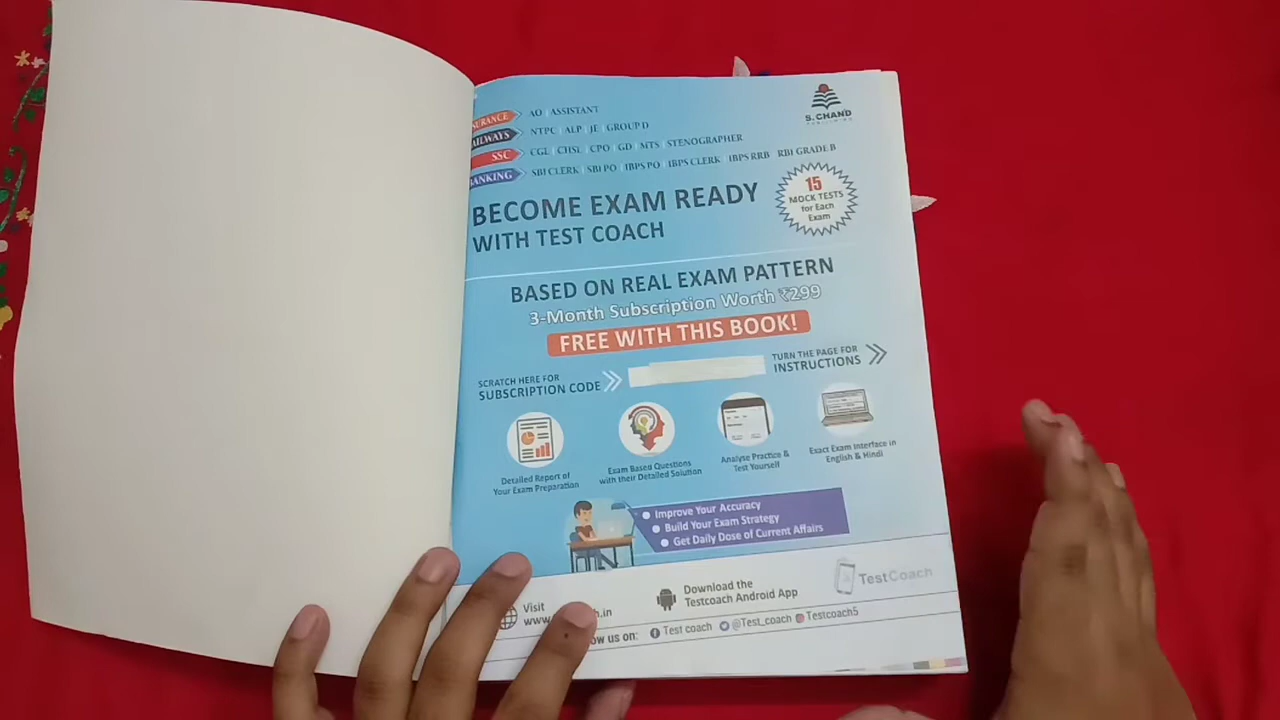 AO | ASSISTANT
NTPC | ALP | JE | GROUP D
SSC CGL | CHSL | CPO | GD | MTS | STENOGRAPHER
BANKING SBI CLERK | SBI PO | IBPS PO | IBPS CLERK | IBPS RRB | RBI GRADE B
S. CHAND
PUBLISHING
BECOME EXAM READY
WITH TEST COACH
15
MOCK TESTS
for Each
Exam
BASED ON REAL EXAM PATTERN
3-Month Subscription Worth ₹299
FREE WITH THIS BOOK!
SCRATCH HERE FOR
SUBSCRIPTION CODE
TURN THE PAGE FOR
INSTRUCTIONS
Detailed Report of
Your Exam Preparation
Exam Based Questions
with their Detailed Solution
Analyse Practice &
Test Yourself
Exact Exam Interface in
English & Hindi
Improve Your Accuracy
Build Your Exam Strategy
Get Daily Dose of Current Affairs
Visit
Download the
Testcoach Android App
TestCoach
us on: Test coach @Test_coach Testcoach5